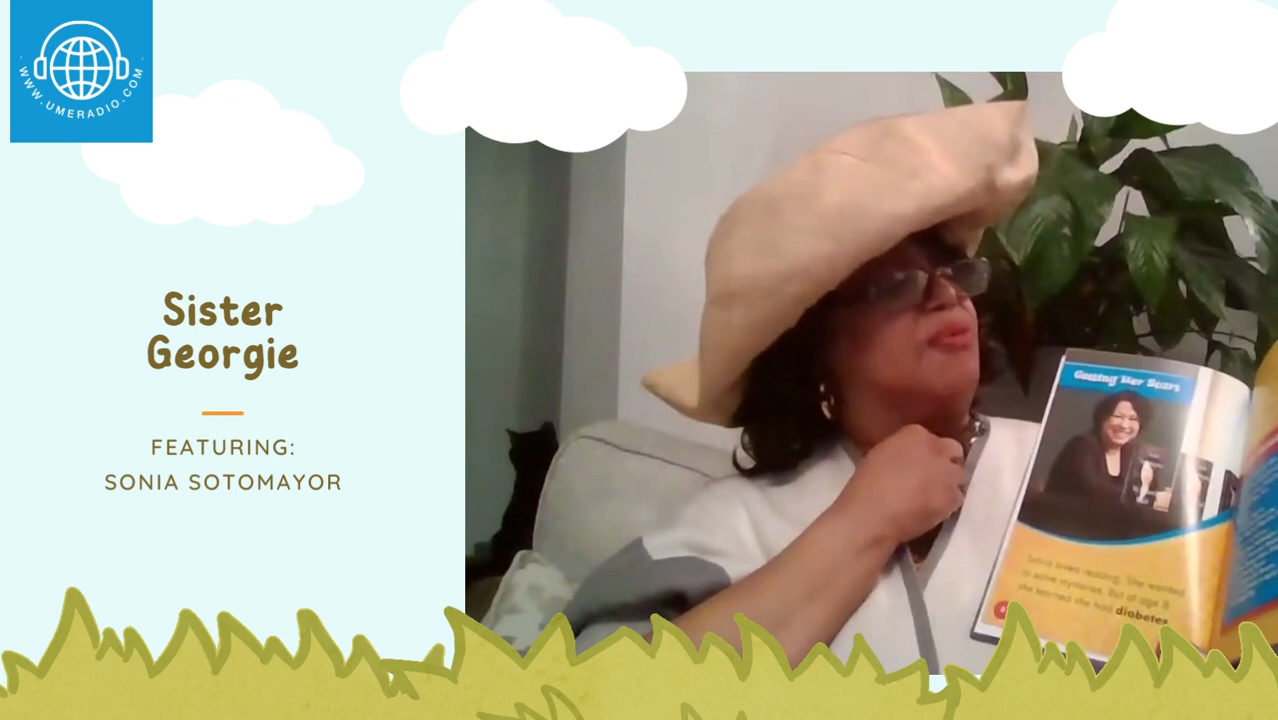 WWW.UMERADIO.COM
Sister
Georgie
FEATURING:
SONIA SOTOMAYOR
Getting Her Start
Sonia loved reading. She wanted
to solve mysteries. But at age 8
she learned she had diabetes.